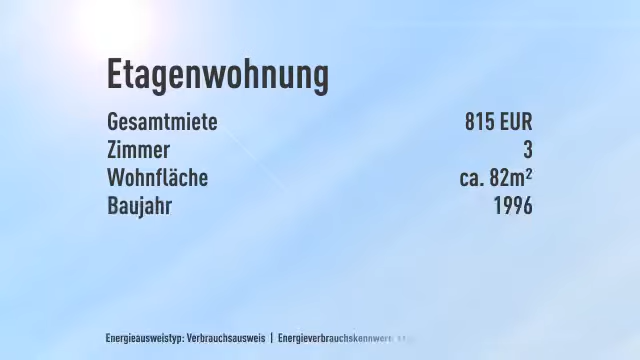 Etagenwohnung
Gesamtmiete 815 EUR
Zimmer 3
Wohnfläche ca. 82m²
Baujahr 1996
Energieausweistyp: Verbrauchsausweis | Energieverbrauchskennwert: